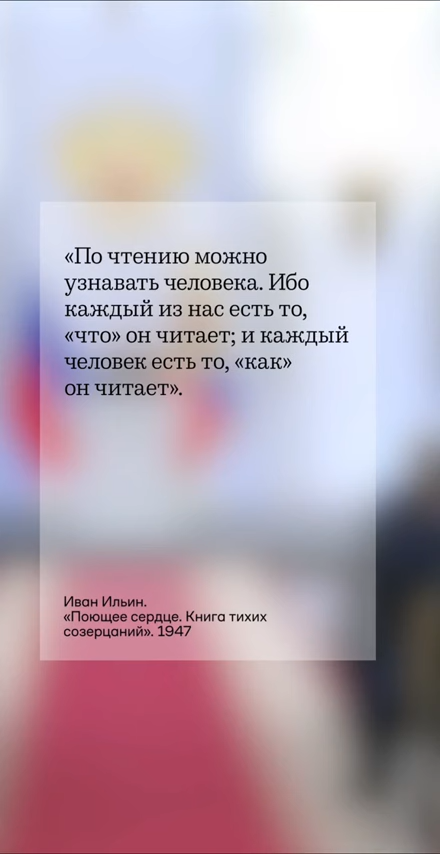 «По чтению можно
узнавать человека. Ибо
каждый из нас есть то,
«что» он читает; и каждый
человек есть то, «как»
он читает».
Иван Ильин.
«Поющее сердце. Книга тихих
созерцаний». 1947